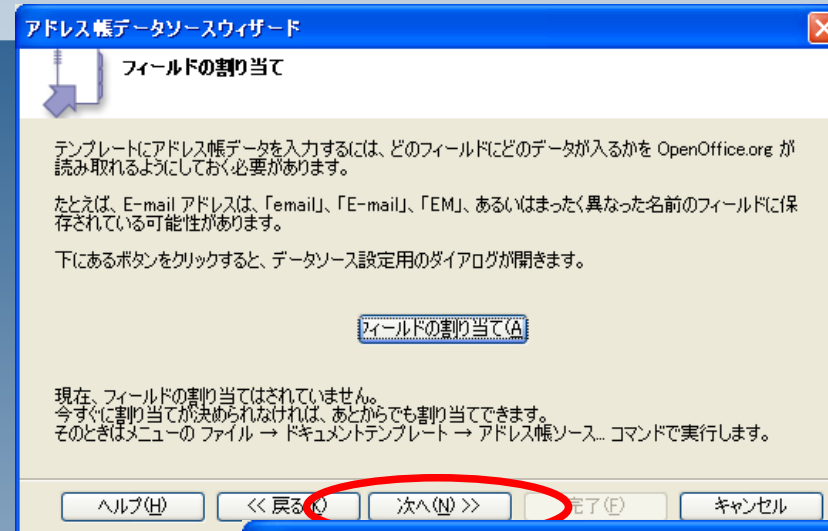 アドレス帳データソースウィザード
フィールドの割り当て
テンプレートにアドレス帳データを入力するには、どのフィールドにどのデータが入るかを OpenOffice.org が
読み取れるようにしておく必要があります。
たとえば、E-mail アドレスは、「email」、「E-mail」、「EM」、あるいはまったく異なった名前のフィールドに保
存されている可能性があります。
下にあるボタンをクリックすると、データソース設定用のダイアログが開きます。
フィールドの割り当て(A
現在、フィールドの割り当てはされていません。
今すぐに割り当てが決められなければ、あとからでも割り当てできます。
そのときはメニューの ファイル → ドキュメントテンプレート → アドレス帳ソース... コマンドで実行します。
ヘルプ(H) << 戻る(K) 次へ(N) >> 完了(F) キャンセル